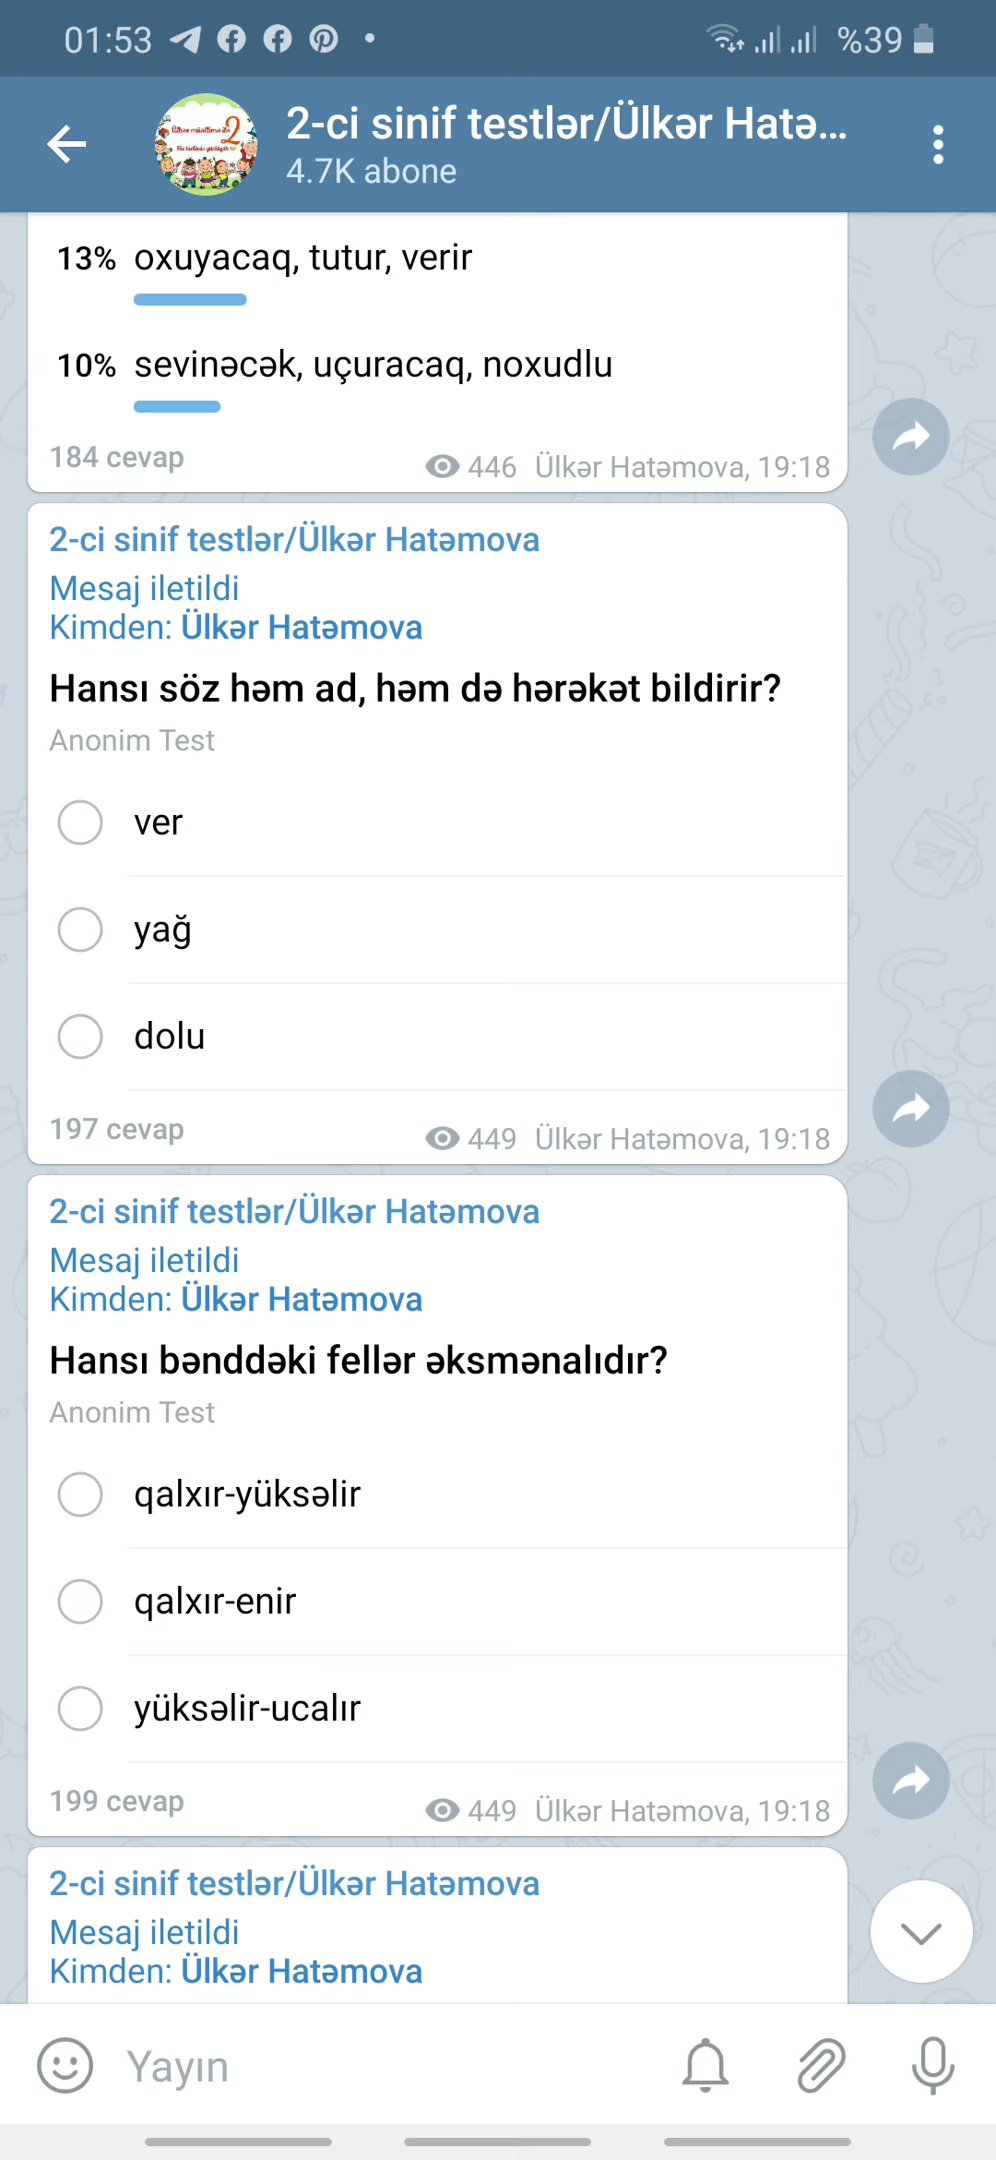 01:53
%39
2-ci sinif testlər/Ülkər Hatə...
4.7K abone
13% oxuyacaq, tutur, verir
10% sevinəcək, uçuracaq, noxudlu
184 cevap
446 Ülkər Hatəmova, 19:18
2-ci sinif testlər/Ülkər Hatəmova
Mesaj iletildi
Kimden: Ülkər Hatəmova
Hansı söz həm ad, həm də hərəkət bildirir?
Anonim Test
ver
yağ
dolu
197 cevap
449 Ülkər Hatəmova, 19:18
2-ci sinif testlər/Ülkər Hatəmova
Mesaj iletildi
Kimden: Ülkər Hatəmova
Hansı bənddəki fellər əksmənalıdır?
Anonim Test
qalxır-yüksəlir
qalxır-enir
yüksəlir-ucalır
199 cevap
449 Ülkər Hatəmova, 19:18
2-ci sinif testlər/Ülkər Hatəmova
Mesaj iletildi
Kimden: Ülkər Hatəmova
Yayın